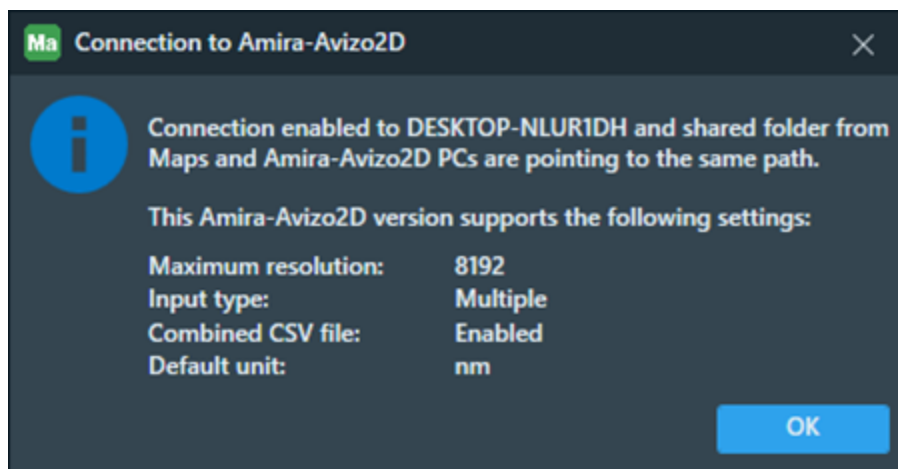 Ma Connection to Amira-Avizo2D
Connection enabled to DESKTOP-NLUR1DH and shared folder from
Maps and Amira-Avizo2D PCs are pointing to the same path.
This Amira-Avizo2D version supports the following settings:
Maximum resolution: 8192
Input type: Multiple
Combined CSV file: Enabled
Default unit: nm
OK